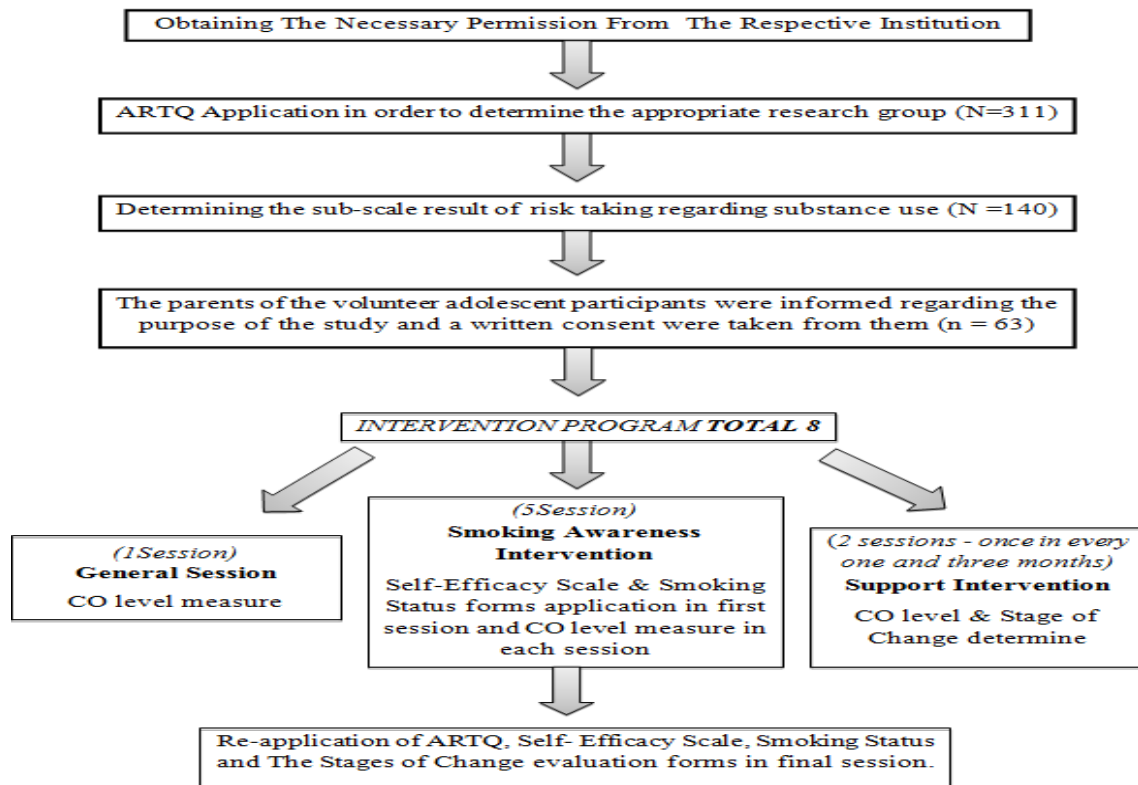 Obtaining The Necessary Permission From The Respective Institution
ARTQ Application in order to determine the appropriate research group (N=311)
Determining the sub-scale result of risk taking regarding substance use (N =140)
The parents of the volunteer adolescent participants were informed regarding the
purpose of the study and a written consent were taken from them (n = 63)
INTERVENTION PROGRAM TOTAL 8
(1Session)
General Session
CO level measure
(5Session)
Smoking Awareness
Intervention
Self-Efficacy Scale & Smoking
Status forms application in first
session and CO level measure in
each session
(2 sessions - once in every
one and three months)
Support Intervention
CO level & Stage of
Change determine
Re-application of ARTQ, Self- Efficacy Scale, Smoking Status
and The Stages of Change evaluation forms in final session.